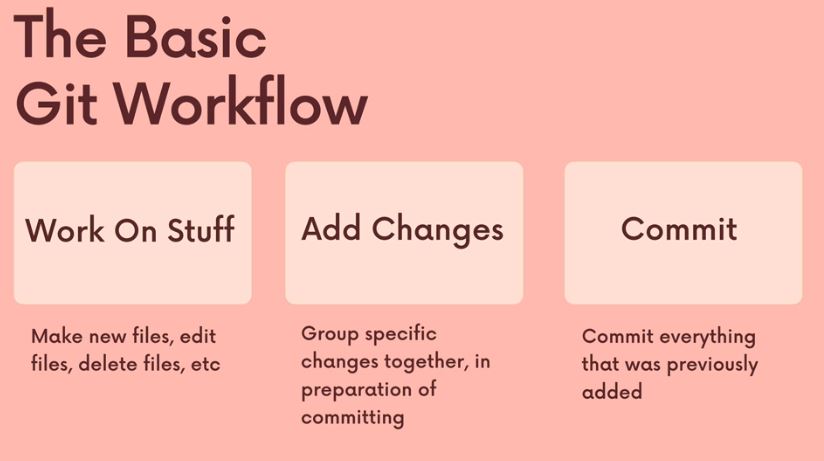 The Basic
Git Workflow
Work On Stuff
Make new files, edit
files, delete files, etc
Add Changes
Group specific
changes together, in
preparation of
committing
Commit
Commit everything
that was previously
added